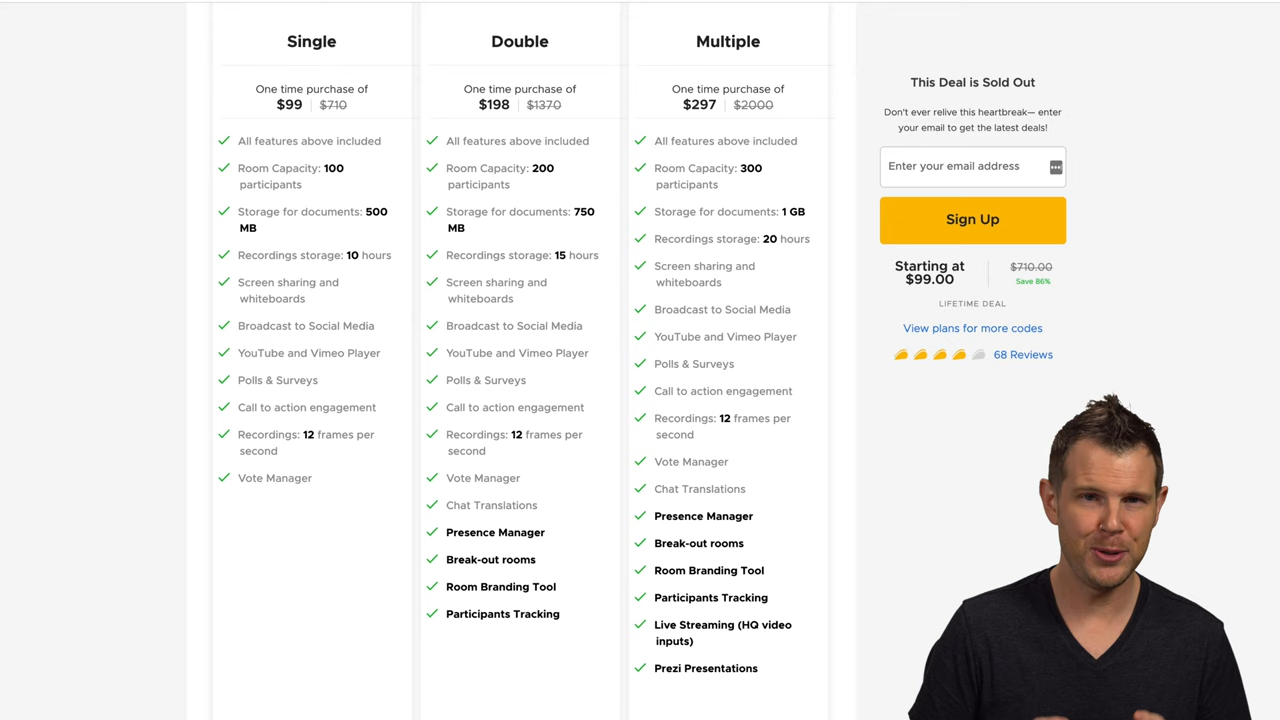 Single
One time purchase of
$99 | $710
All features above included
Room Capacity: 100
participants
Storage for documents: 500
MB
Recordings storage: 10 hours
Screen sharing and
whiteboards
Broadcast to Social Media
YouTube and Vimeo Player
Polls & Surveys
Call to action engagement
Recordings: 12 frames per
second
Vote Manager
Double
One time purchase of
$198 | $1370
All features above included
Room Capacity: 200
participants
Storage for documents: 750
MB
Recordings storage: 15 hours
Screen sharing and
whiteboards
Broadcast to Social Media
YouTube and Vimeo Player
Polls & Surveys
Call to action engagement
Recordings: 12 frames per
second
Vote Manager
Chat Translations
Presence Manager
Break-out rooms
Room Branding Tool
Participants Tracking
Multiple
One time purchase of
$297 | $2000
All features above included
Room Capacity: 300
participants
Storage for documents: 1 GB
Recordings storage: 20 hours
Screen sharing and
whiteboards
Broadcast to Social Media
YouTube and Vimeo Player
Polls & Surveys
Call to action engagement
Recordings: 12 frames per
second
Vote Manager
Chat Translations
Presence Manager
Break-out rooms
Room Branding Tool
Participants Tracking
Live Streaming (HQ video
inputs)
Prezi Presentations
This Deal is Sold Out
Don't ever relive this heartbreak— enter
your email to get the latest deals!
Enter your email address
Sign Up
Starting at
$99.00
$710.00
Save 86%
LIFETIME DEAL
View plans for more codes
68 Reviews